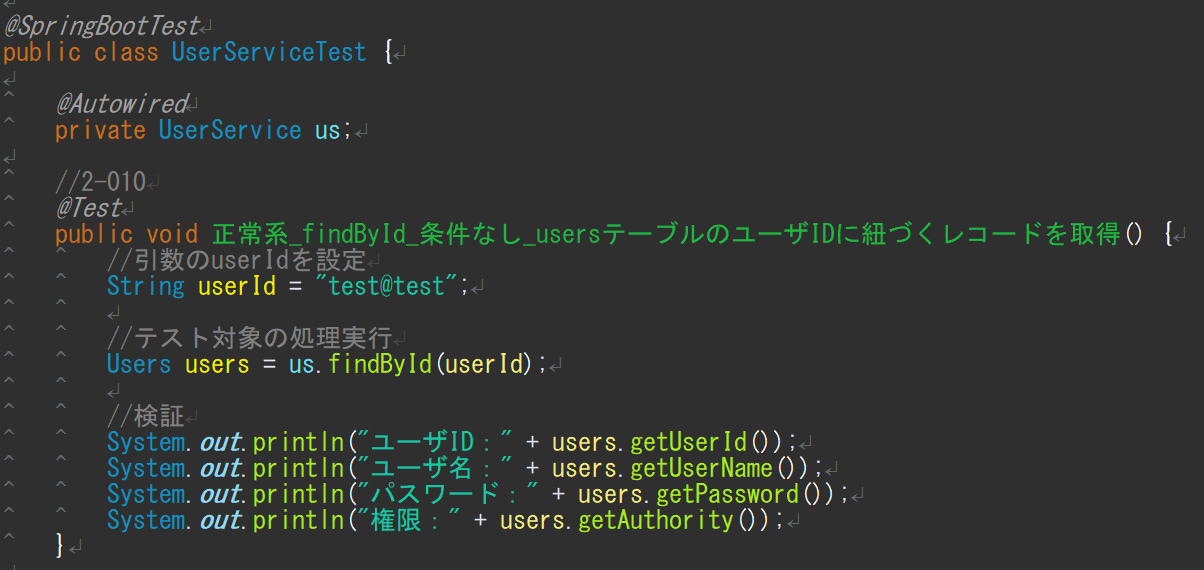 @SpringBootTest
public class UserServiceTest {
@Autowired
private UserService us;
//2-010
@Test
public void 正常系_findById_条件なし_usersテーブルのユーザIDに紐づくレコードを取得() {
//引数のuserIdを設定
String userId = "test@test";
//テスト対象の処理実行
Users users = us.findById(userId);
//検証
System.out.println("ユーザID：" + users.getUserId());
System.out.println("ユーザ名：" + users.getUserName());
System.out.println("パスワード：" + users.getPassword());
System.out.println("権限：" + users.getAuthority());
}